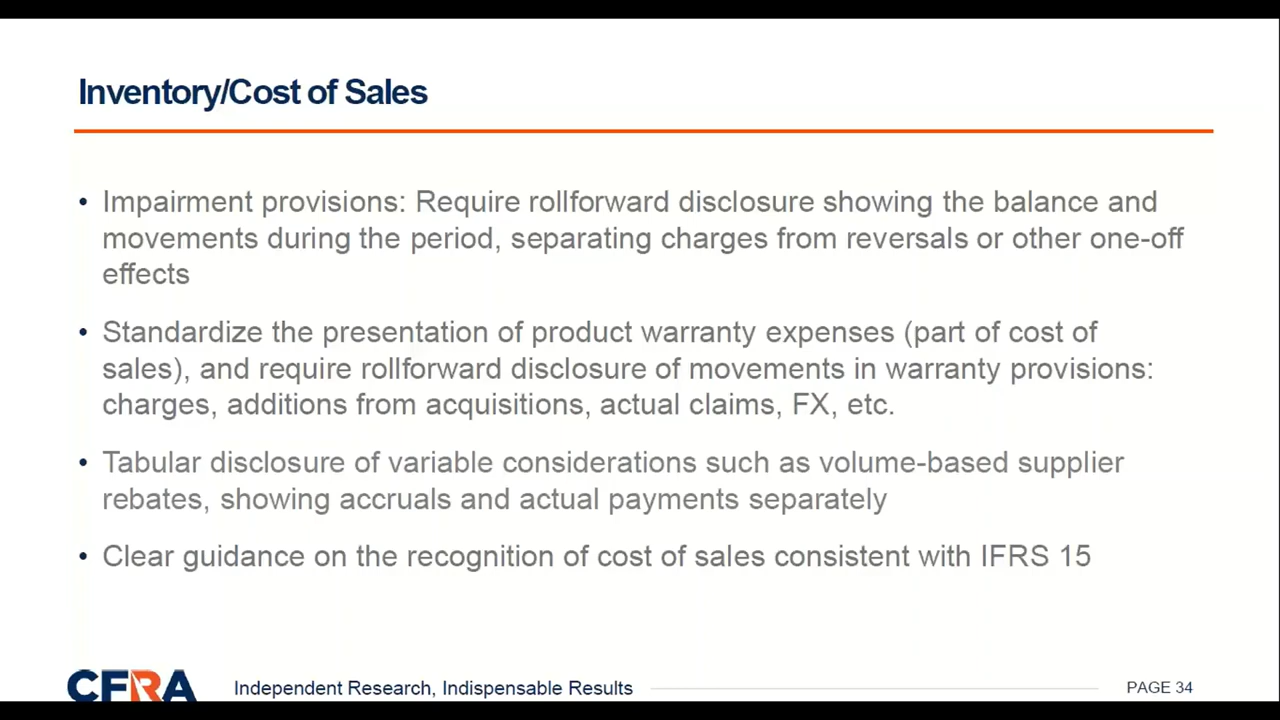 Inventory/Cost of Sales
• Impairment provisions: Require rollforward disclosure showing the balance and
movements during the period, separating charges from reversals or other one-off
effects
• Standardize the presentation of product warranty expenses (part of cost of
sales), and require rollforward disclosure of movements in warranty provisions:
charges, additions from acquisitions, actual claims, FX, etc.
• Tabular disclosure of variable considerations such as volume-based supplier
rebates, showing accruals and actual payments separately
• Clear guidance on the recognition of cost of sales consistent with IFRS 15
CFRA
Independent Research, Indispensable Results
PAGE 34